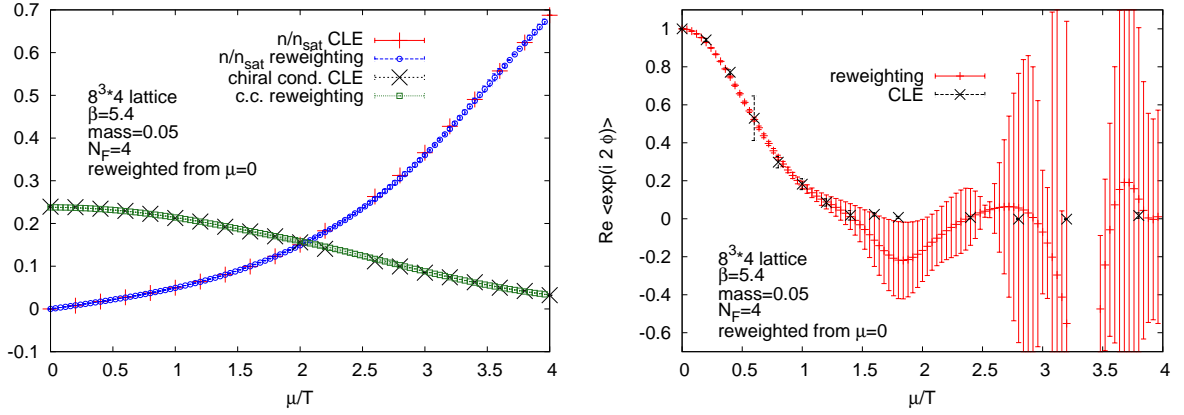 0.7
0.6
0.5
0.4
0.3
0.2
0.1
0
-0.1
n/n_sat CLE
n/n_sat reweighting
chiral cond. CLE
c.c. reweighting
8^3*4 lattice
β=5.4
mass=0.05
N_F=4
reweighted from μ=0
0 0.5 1 1.5 2 2.5 3 3.5 4
μ/T
Re <exp(i 2 ϕ)>
1
0.8
0.6
0.4
0.2
0
-0.2
-0.4
-0.6
reweighting
CLE
8^3*4 lattice
β=5.4
mass=0.05
N_F=4
reweighted from μ=0
0 0.5 1 1.5 2 2.5 3 3.5 4
μ/T